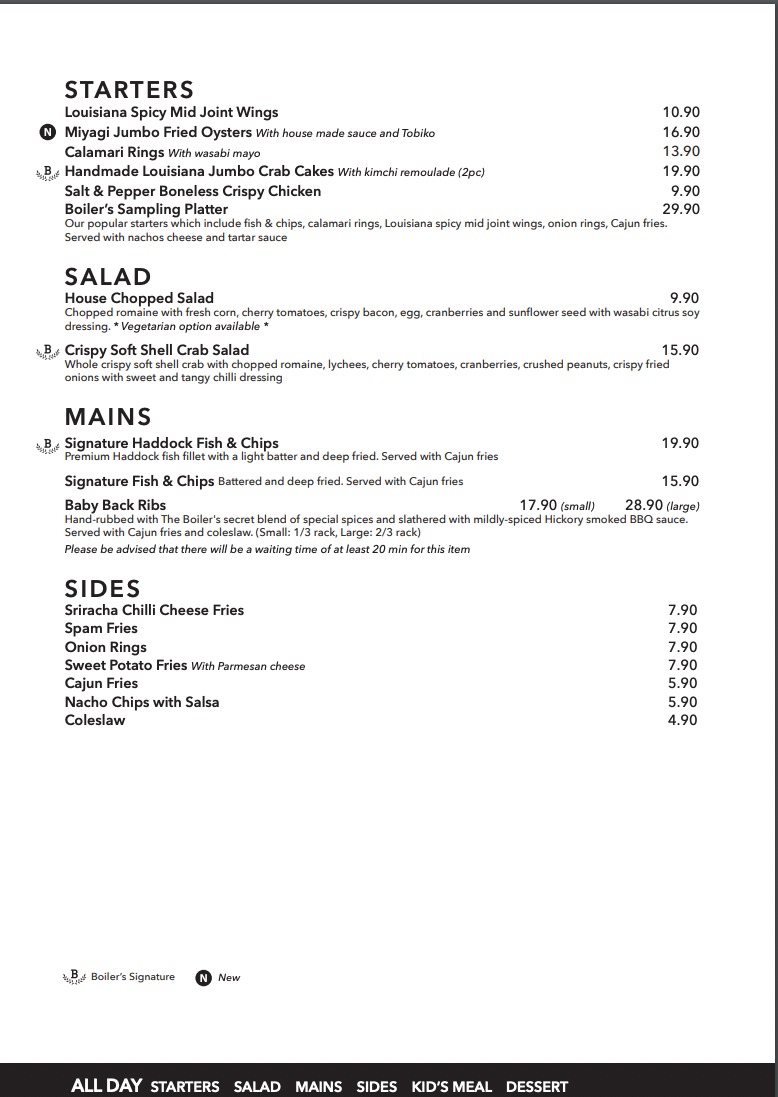 STARTERS
Louisiana Spicy Mid Joint Wings 10.90
N Miyagi Jumbo Fried Oysters With house made sauce and Tobiko 16.90
Calamari Rings With wasabi mayo 13.90
B Handmade Louisiana Jumbo Crab Cakes With kimchi remoulade (2pc) 19.90
Salt & Pepper Boneless Crispy Chicken 9.90
Boiler's Sampling Platter 29.90
Our popular starters which include fish & chips, calamari rings, Louisiana spicy mid joint wings, onion rings, Cajun fries.
Served with nachos cheese and tartar sauce
SALAD
House Chopped Salad 9.90
Chopped romaine with fresh corn, cherry tomatoes, crispy bacon, egg, cranberries and sunflower seed with wasabi citrus soy
dressing. * Vegetarian option available *
B Crispy Soft Shell Crab Salad 15.90
Whole crispy soft shell crab with chopped romaine, lychees, cherry tomatoes, cranberries, crushed peanuts, crispy fried
onions with sweet and tangy chilli dressing
MAINS
B Signature Haddock Fish & Chips 19.90
Premium Haddock fish fillet with a light batter and deep fried. Served with Cajun fries
Signature Fish & Chips Battered and deep fried. Served with Cajun fries 15.90
Baby Back Ribs 17.90 (small) 28.90 (large)
Hand-rubbed with The Boiler's secret blend of special spices and slathered with mildly-spiced Hickory smoked BBQ sauce.
Served with Cajun fries and coleslaw. (Small: 1/3 rack, Large: 2/3 rack)
Please be advised that there will be a waiting time of at least 20 min for this item
SIDES
Sriracha Chilli Cheese Fries 7.90
Spam Fries 7.90
Onion Rings 7.90
Sweet Potato Fries With Parmesan cheese 7.90
Cajun Fries 5.90
Nacho Chips with Salsa 5.90
Coleslaw 4.90
B Boiler's Signature N New
ALL DAY STARTERS SALAD MAINS SIDES KID'S MEAL DESSERT